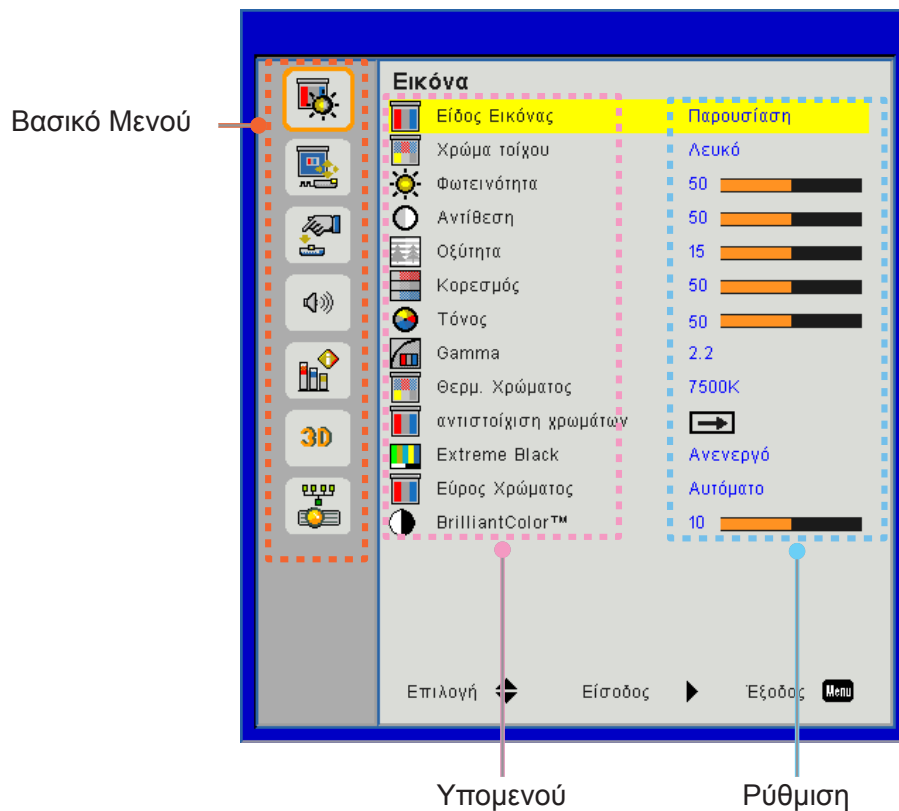 Βασικό Μενού
Εικόνα
Είδος Εικόνας Παρουσίαση
Χρώμα τοίχου Λευκό
Φωτεινότητα 50
Αντίθεση 50
Οξύτητα 15
Κορεσμός 50
Τόνος 50
Gamma 2.2
Θερμ. Χρώματος 7500K
αντιστοίχιση χρωμάτων
Extreme Black Ανενεργό
Εύρος Χρώματος Αυτόματο
BrilliantColor™ 10
3D
Επιλογή Είσοδος Έξοδος Menu
Υπομενού Ρύθμιση